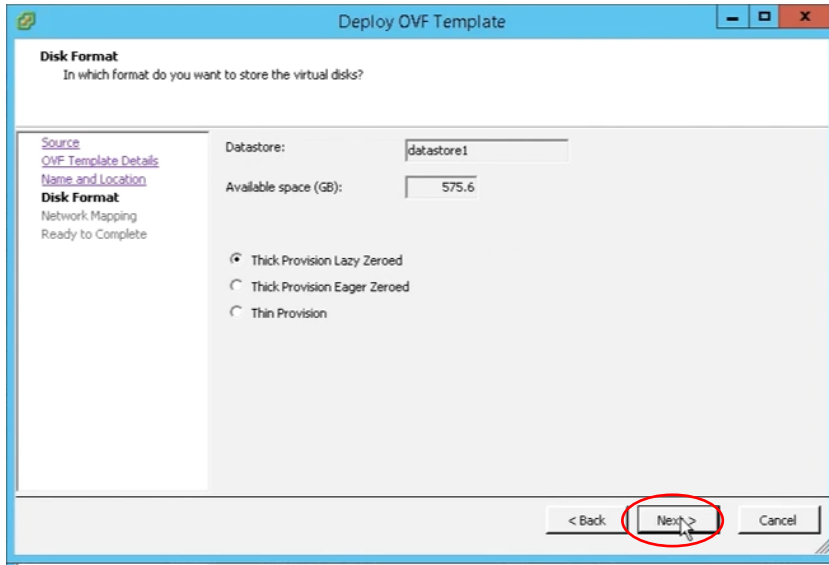 Deploy OVF Template
Disk Format
In which format do you want to store the virtual disks?
Source
OVF Template Details
Name and Location
Disk Format
Network Mapping
Ready to Complete
Datastore: datastore1
Available space (GB): 575.6
Thick Provision Lazy Zeroed
Thick Provision Eager Zeroed
Thin Provision
< Back Next > Cancel